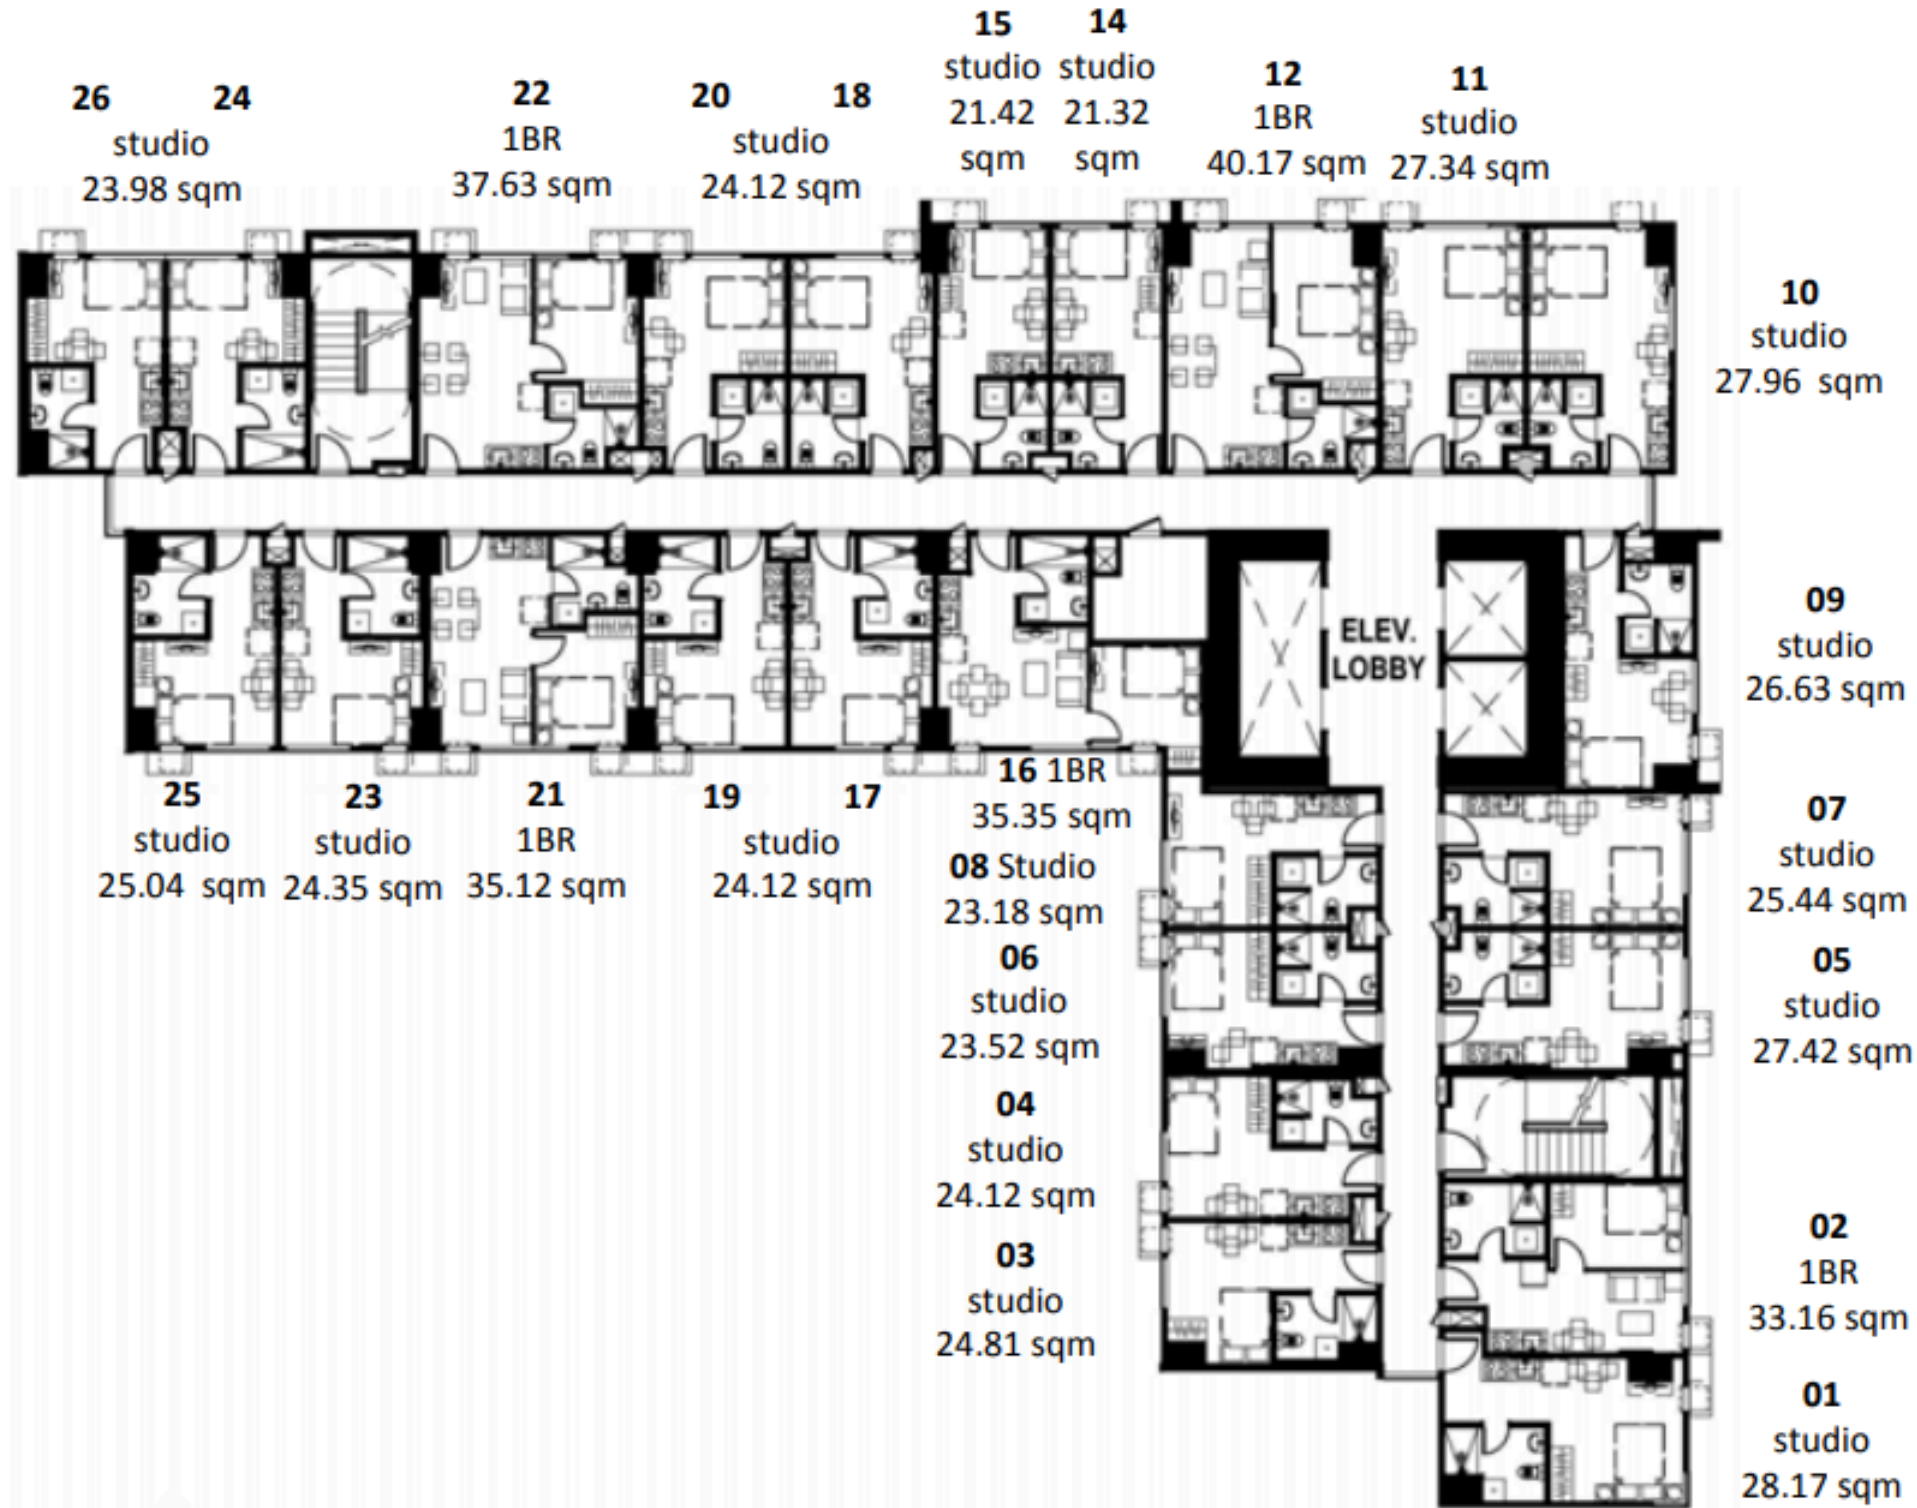 15 14
studio studio
21.42 21.32
sqm sqm
26 24
studio
23.98 sqm
22
1BR
37.63 sqm
20 18
studio
24.12 sqm
12
1BR
40.17 sqm
11
studio
27.34 sqm
10
studio
27.96 sqm
ELEV.
LOBBY
09
studio
26.63 sqm
25
studio
25.04 sqm
23
studio
24.35 sqm
21
1BR
35.12 sqm
19 17
studio
24.12 sqm
16 1BR
35.35 sqm
08 Studio
23.18 sqm
07
studio
25.44 sqm
06
studio
23.52 sqm
05
studio
27.42 sqm
04
studio
24.12 sqm
03
studio
24.81 sqm
02
1BR
33.16 sqm
01
studio
28.17 sqm